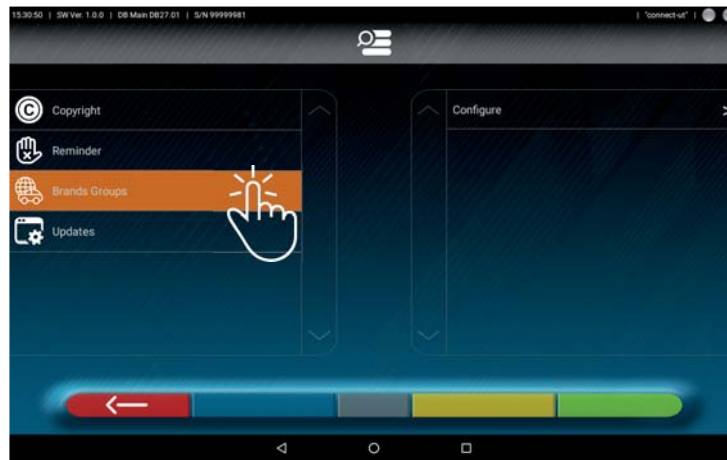 15:30:50 | SW Ver. 1.0.0 | DB Main DB27.01 | S/N 99999981
| "connect-ut" |
Copyright
Configure
Reminder
Brands Groups
Updates